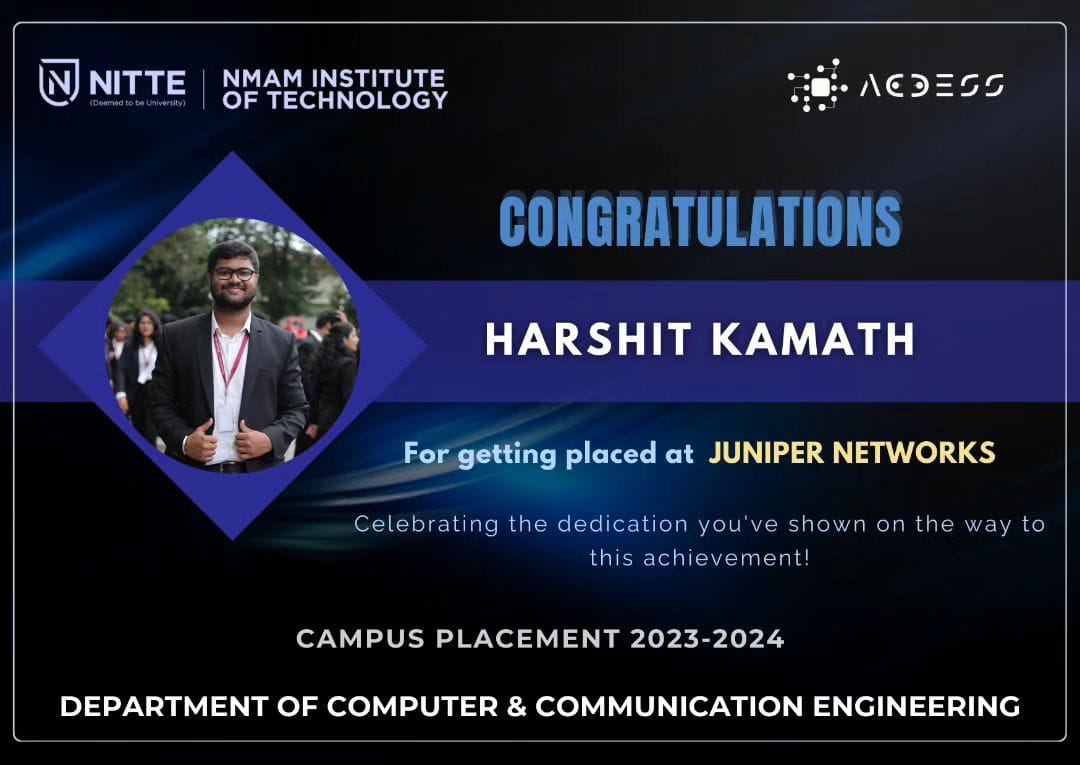 NITTE
(Deemed to be University)
NMAM INSTITUTE
OF TECHNOLOGY
ACDESS
CONGRATULATIONS
HARSHIT KAMATH
For getting placed at JUNIPER NETWORKS
Celebrating the dedication you've shown on the way to
this achievement!
CAMPUS PLACEMENT 2023-2024
DEPARTMENT OF COMPUTER & COMMUNICATION ENGINEERING